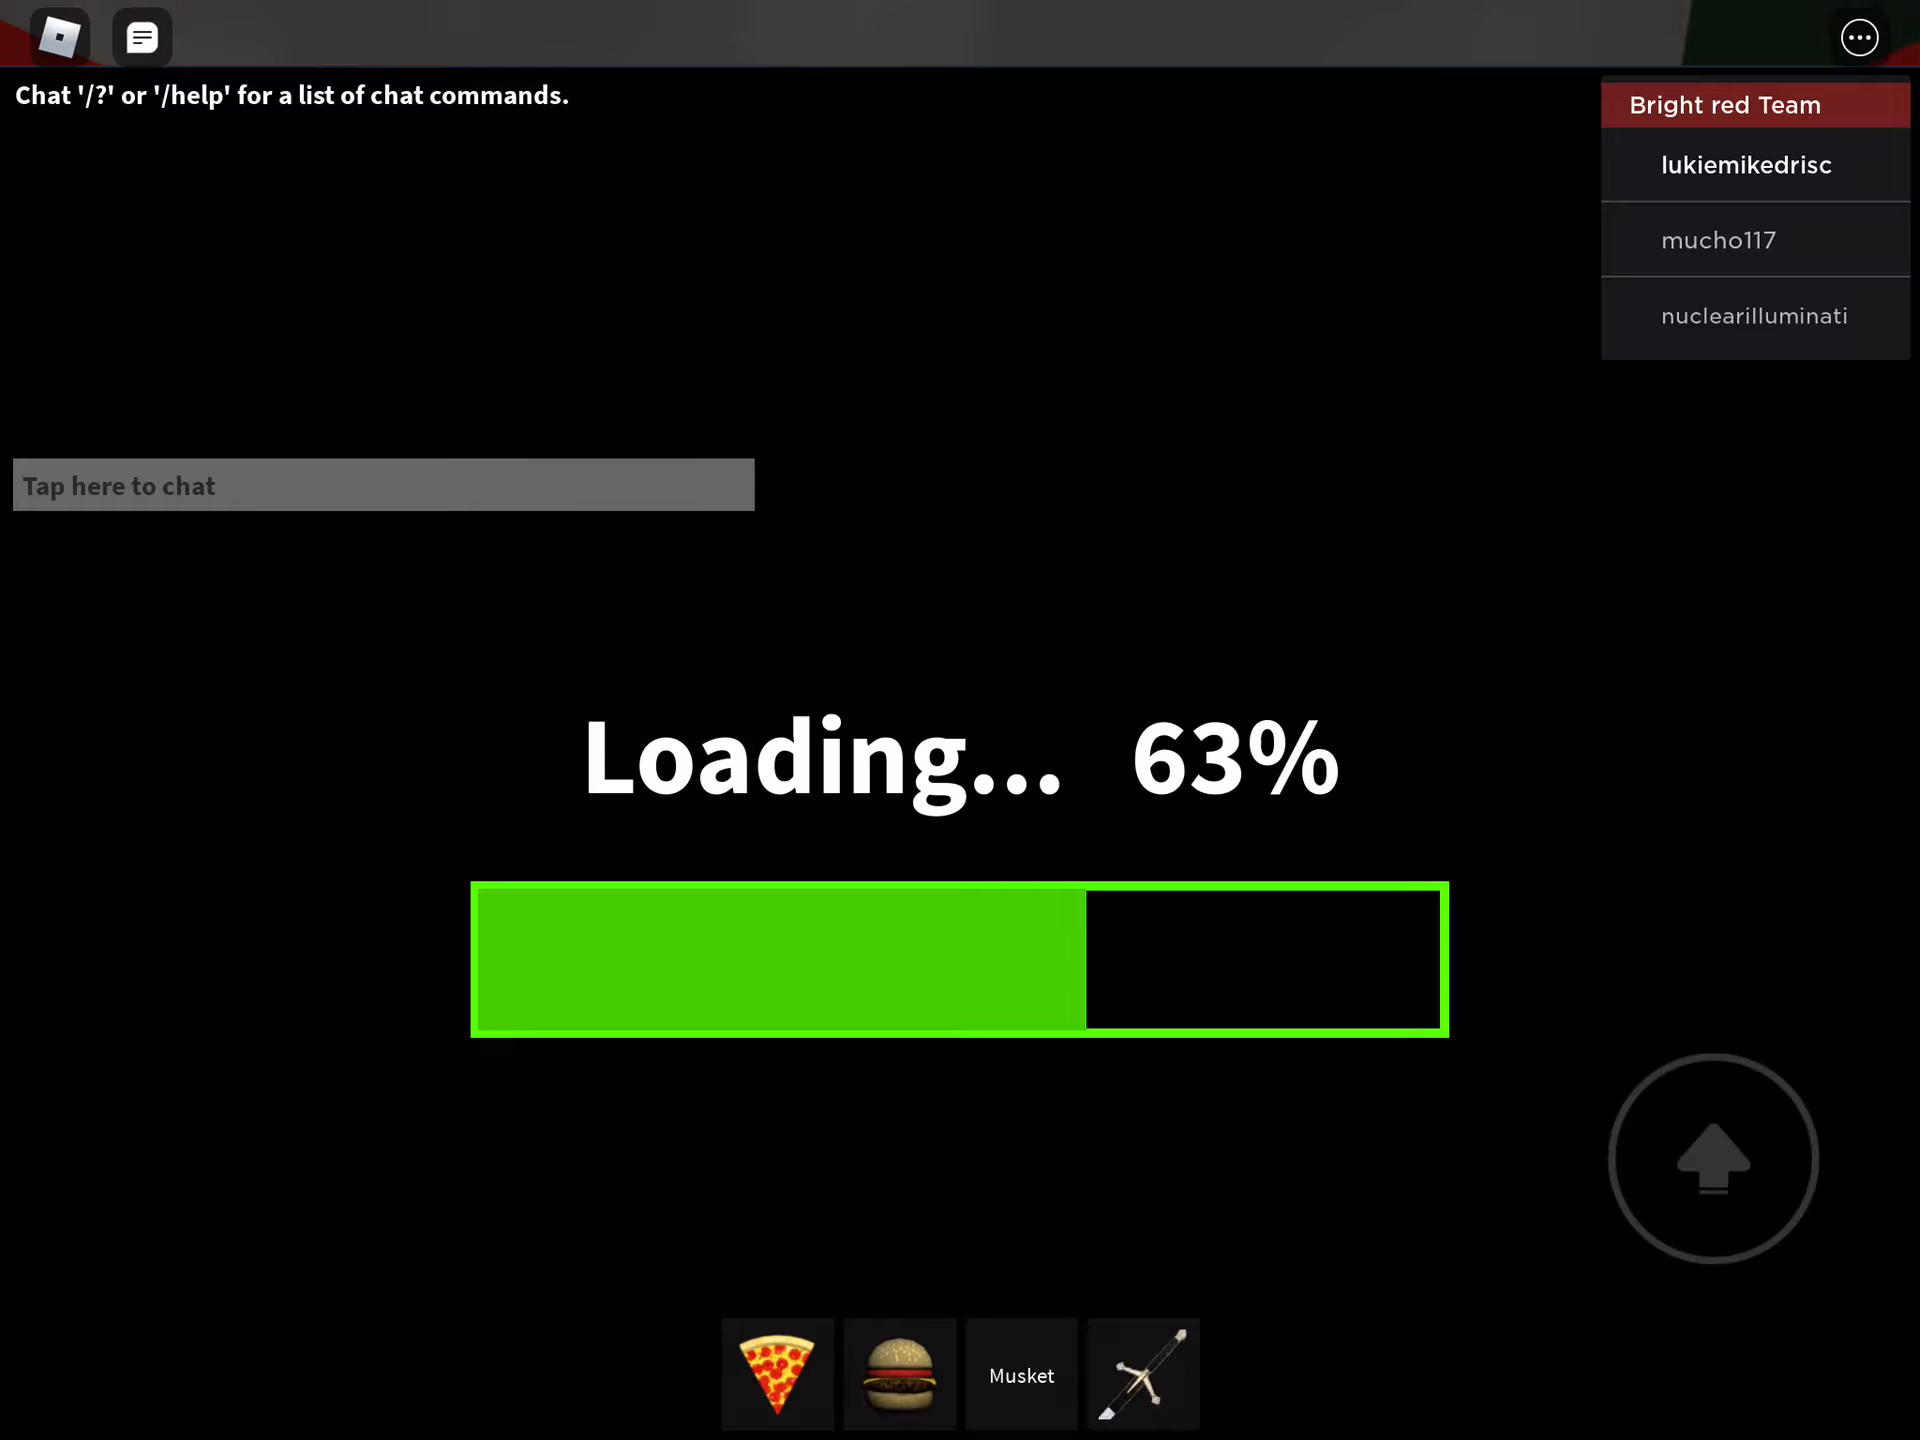 Chat '/?' or '/help' for a list of chat commands.
Bright red Team
lukiemikedrisc
mucho117
nuclearilluminati
Tap here to chat
Loading... 63%
Musket